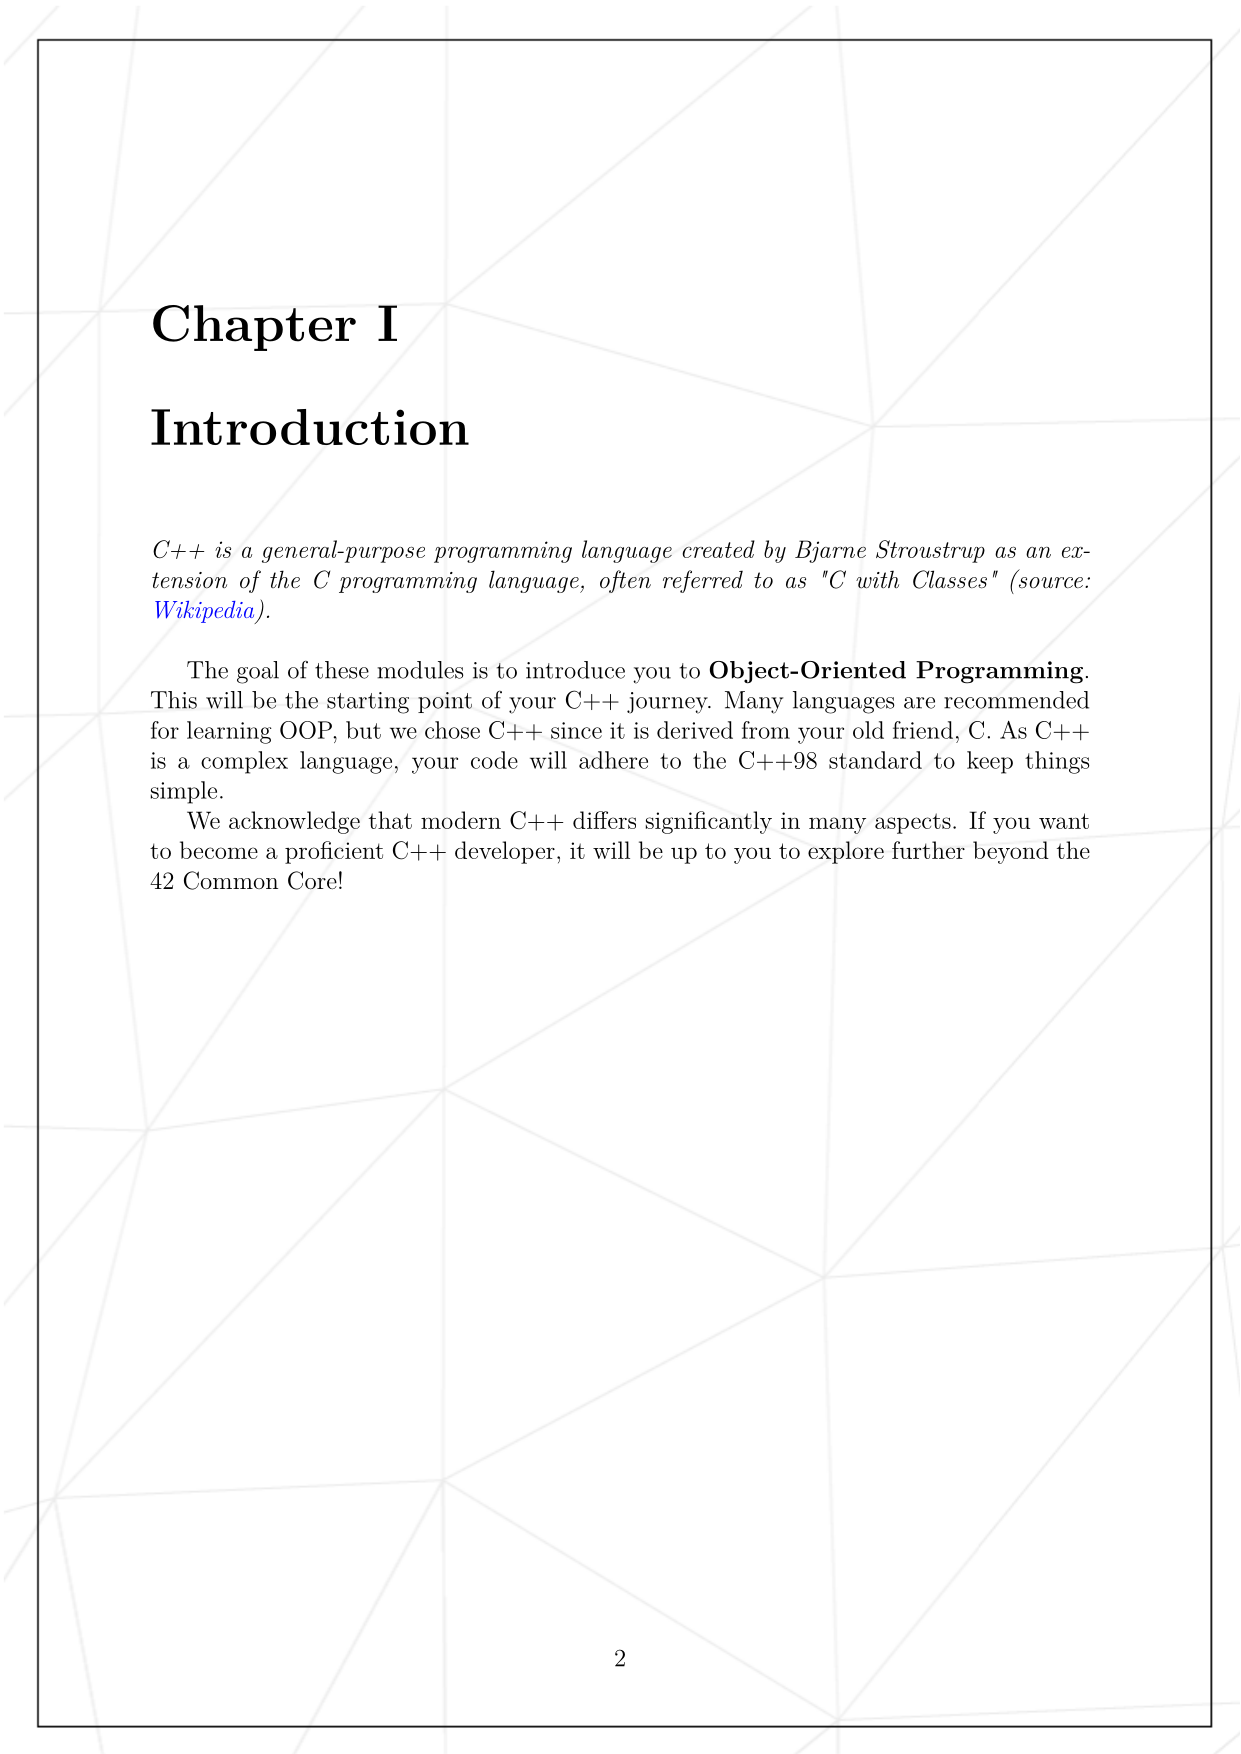 Chapter I
Introduction
C++ is a general-purpose programming language created by Bjarne Stroustrup as an ex-
tension of the C programming language, often referred to as "C with Classes" (source:
Wikipedia).
The goal of these modules is to introduce you to Object-Oriented Programming.
This will be the starting point of your C++ journey. Many languages are recommended
for learning OOP, but we chose C++ since it is derived from your old friend, C. As C++
is a complex language, your code will adhere to the C++98 standard to keep things
simple.
We acknowledge that modern C++ differs significantly in many aspects. If you want
to become a proficient C++ developer, it will be up to you to explore further beyond the
42 Common Core!
2